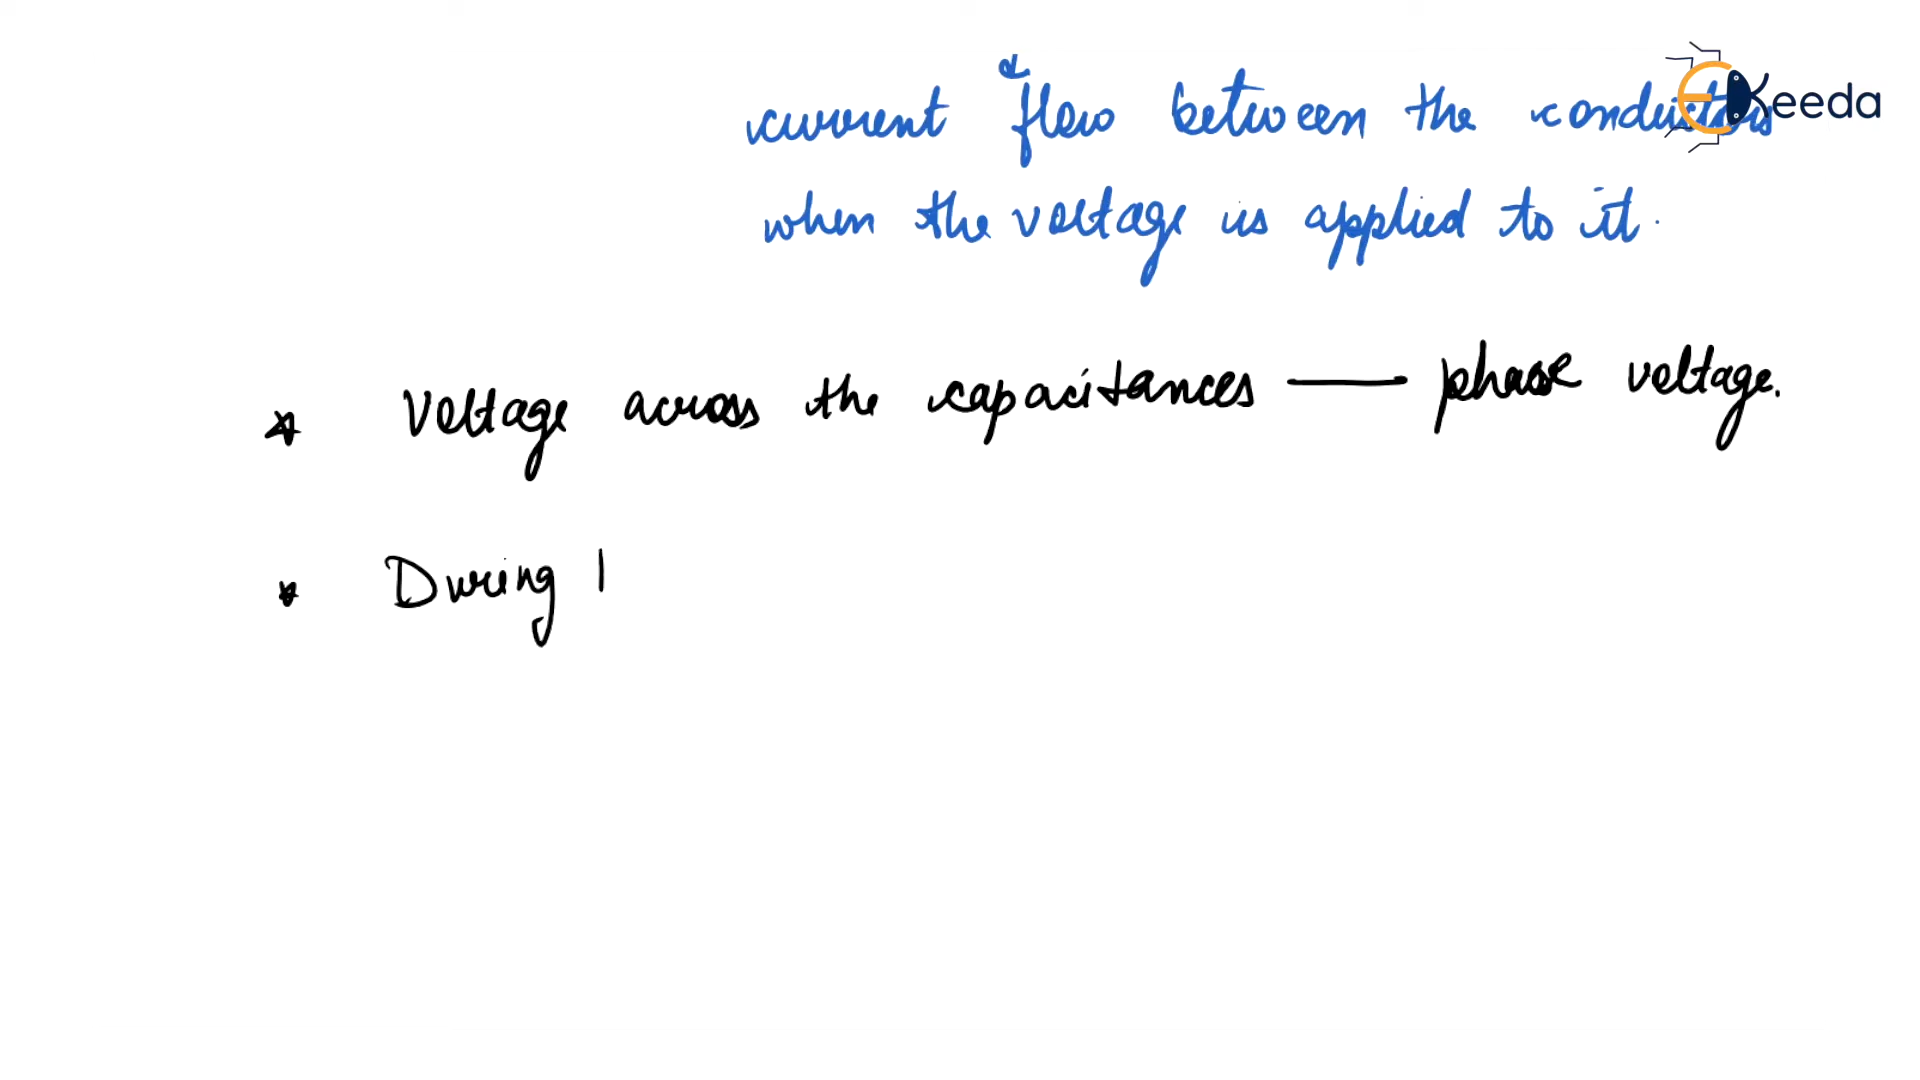 current flow between the conductors
when the voltage is applied to it.
EKeeda
* Voltage across the capacitances — phase voltage.
* During